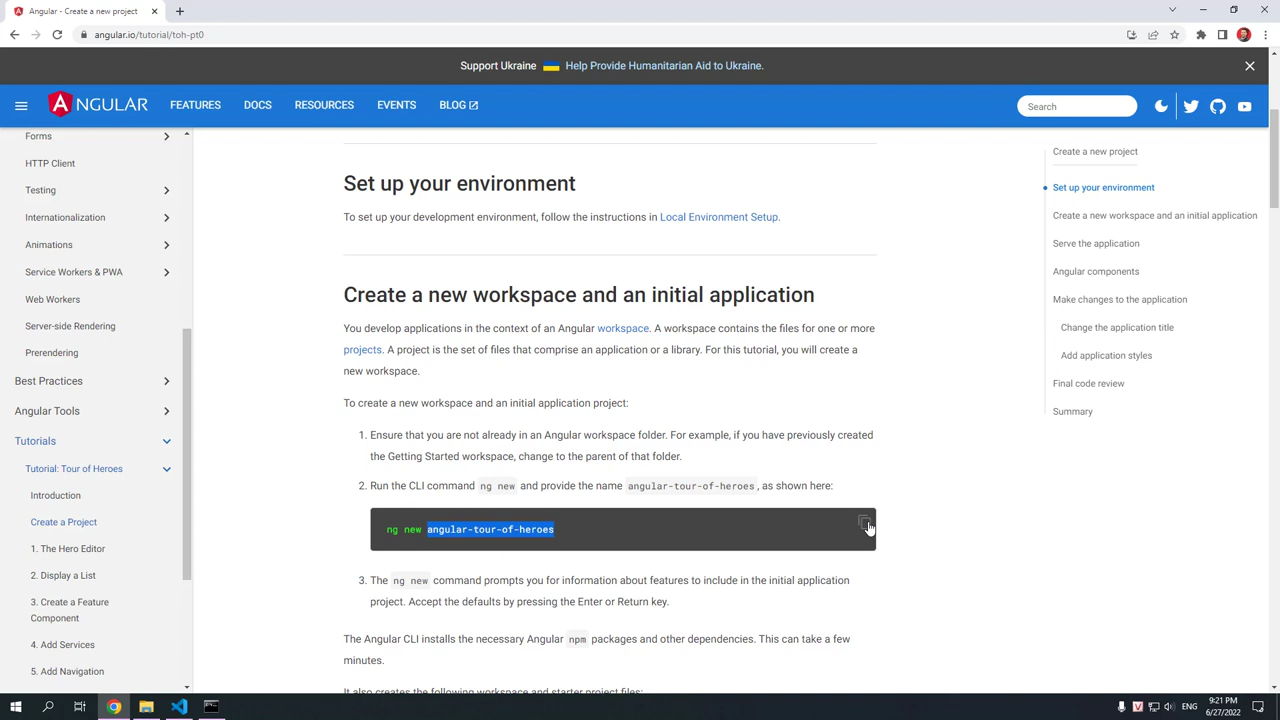 Angular - Create a new project
angular.io/tutorial/toh-pt0
Support Ukraine Help Provide Humanitarian Aid to Ukraine.
ANGULAR FEATURES DOCS RESOURCES EVENTS BLOG Search
Forms
HTTP Client
Testing
Internationalization
Animations
Service Workers & PWA
Web Workers
Server-side Rendering
Prerendering
Best Practices
Angular Tools
Tutorials
Tutorial: Tour of Heroes
Introduction
Create a Project
1. The Hero Editor
2. Display a List
3. Create a Feature
Component
4. Add Services
5. Add Navigation
Set up your environment
To set up your development environment, follow the instructions in Local Environment Setup.
Create a new workspace and an initial application
You develop applications in the context of an Angular workspace. A workspace contains the files for one or more
projects. A project is the set of files that comprise an application or a library. For this tutorial, you will create a
new workspace.
To create a new workspace and an initial application project:
1. Ensure that you are not already in an Angular workspace folder. For example, if you have previously created
the Getting Started workspace, change to the parent of that folder.
2. Run the CLI command ng new and provide the name angular-tour-of-heroes, as shown here:
ng new angular-tour-of-heroes
3. The ng new command prompts you for information about features to include in the initial application
project. Accept the defaults by pressing the Enter or Return key.
The Angular CLI installs the necessary Angular npm packages and other dependencies. This can take a few
minutes.
It also creates the following workspace and starter project files:
Create a new project
Set up your environment
Create a new workspace and an initial application
Serve the application
Angular components
Make changes to the application
Change the application title
Add application styles
Final code review
Summary
V ENG
9:21 PM
6/27/2022